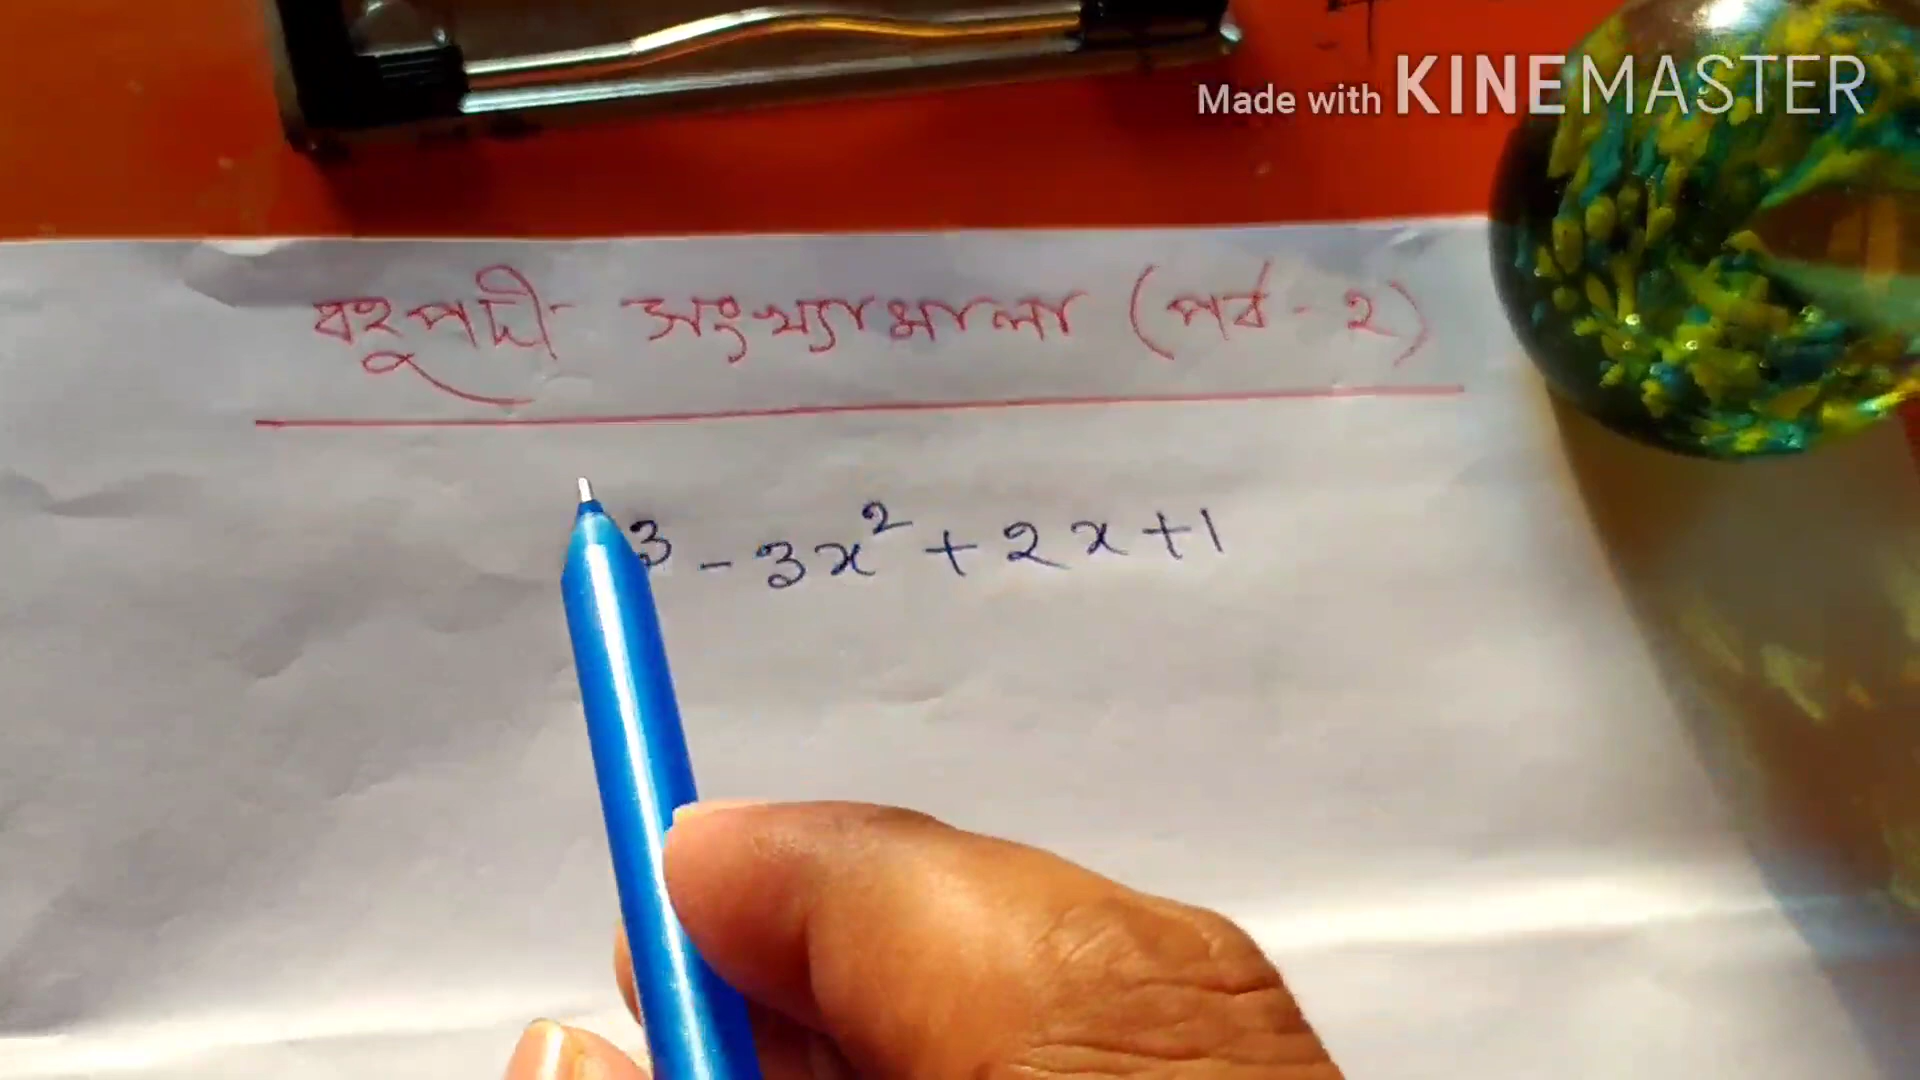 Made with KINEMASTER
বহুপদী সংখ্যামালা (পর্ব - ২)
3 - 3x² + 2x + 1